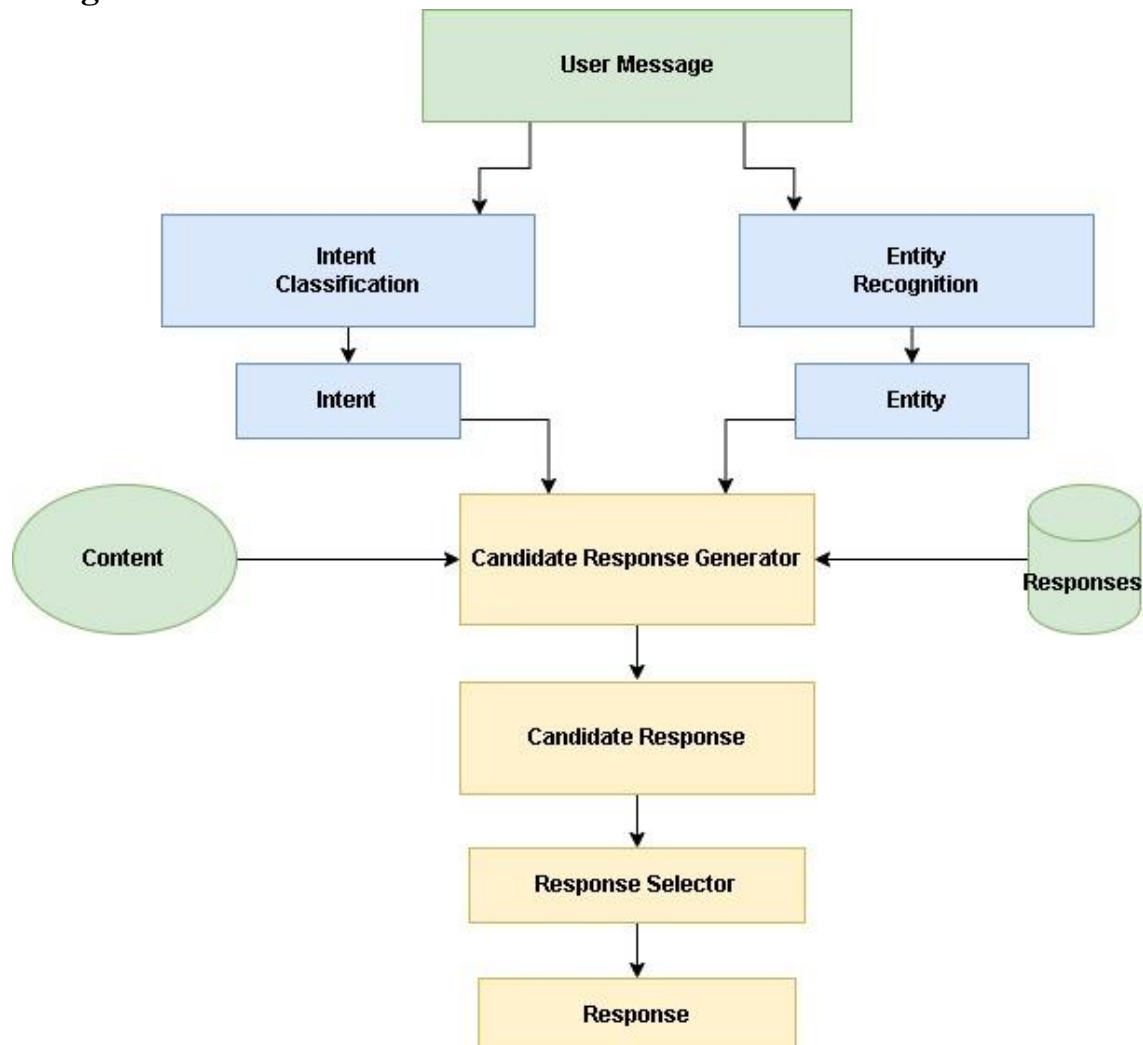 User Message
Intent
Classification
Entity
Recognition
Intent
Entity
Content
Candidate Response Generator
Responses
Candidate Response
Response Selector
Response